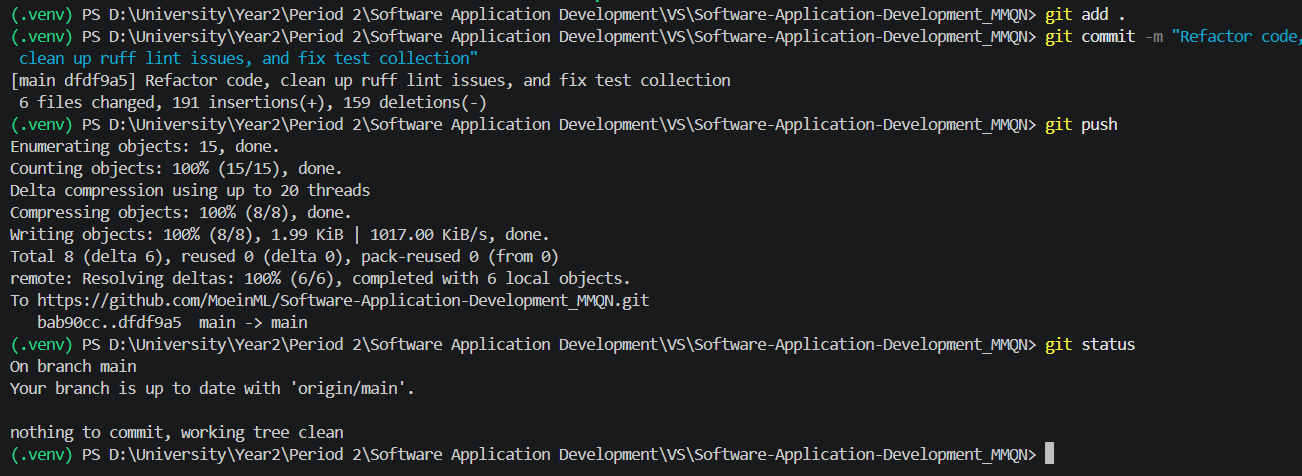 (.venv) PS D:\University\Year2\Period 2\Software Application Development\VS\Software-Application-Development_MMQN> git add .
(.venv) PS D:\University\Year2\Period 2\Software Application Development\VS\Software-Application-Development_MMQN> git commit -m "Refactor code,
 clean up ruff lint issues, and fix test collection"
[main dfdf9a5] Refactor code, clean up ruff lint issues, and fix test collection
 6 files changed, 191 insertions(+), 159 deletions(-)
(.venv) PS D:\University\Year2\Period 2\Software Application Development\VS\Software-Application-Development_MMQN> git push
Enumerating objects: 15, done.
Counting objects: 100% (15/15), done.
Delta compression using up to 20 threads
Compressing objects: 100% (8/8), done.
Writing objects: 100% (8/8), 1.99 KiB | 1017.00 KiB/s, done.
Total 8 (delta 6), reused 0 (delta 0), pack-reused 0 (from 0)
remote: Resolving deltas: 100% (6/6), completed with 6 local objects.
To https://github.com/MoeinML/Software-Application-Development_MMQN.git
   bab90cc..dfdf9a5  main -> main
(.venv) PS D:\University\Year2\Period 2\Software Application Development\VS\Software-Application-Development_MMQN> git status
On branch main
Your branch is up to date with 'origin/main'.

nothing to commit, working tree clean
(.venv) PS D:\University\Year2\Period 2\Software Application Development\VS\Software-Application-Development_MMQN>